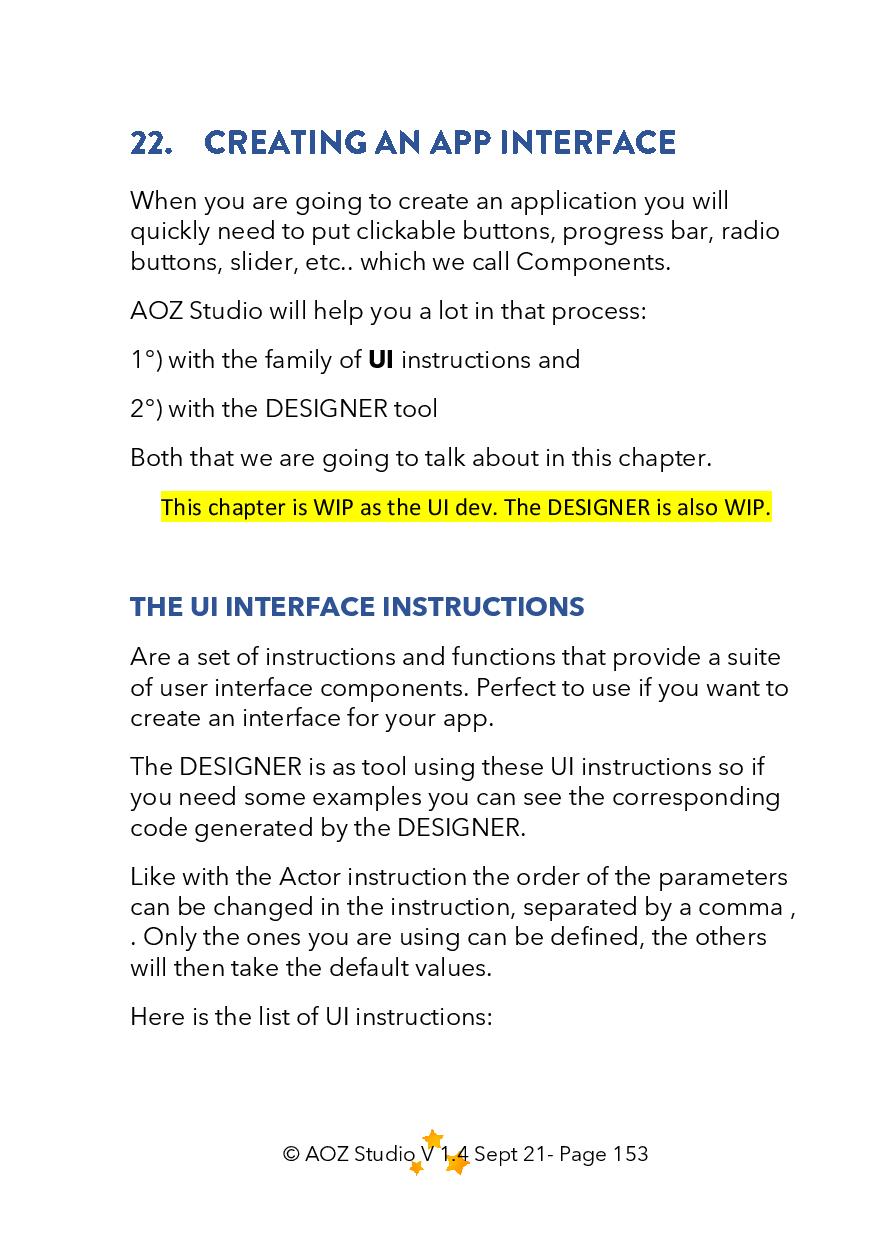 22. CREATING AN APP INTERFACE
When you are going to create an application you will
quickly need to put clickable buttons, progress bar, radio
buttons, slider, etc.. which we call Components.
AOZ Studio will help you a lot in that process:
1°) with the family of UI instructions and
2°) with the DESIGNER tool
Both that we are going to talk about in this chapter.
This chapter is WIP as the UI dev. The DESIGNER is also WIP.
THE UI INTERFACE INSTRUCTIONS
Are a set of instructions and functions that provide a suite
of user interface components. Perfect to use if you want to
create an interface for your app.
The DESIGNER is as tool using these UI instructions so if
you need some examples you can see the corresponding
code generated by the DESIGNER.
Like with the Actor instruction the order of the parameters
can be changed in the instruction, separated by a comma ,
. Only the ones you are using can be defined, the others
will then take the default values.
Here is the list of UI instructions:
© AOZ Studio V 1.4 Sept 21- Page 153